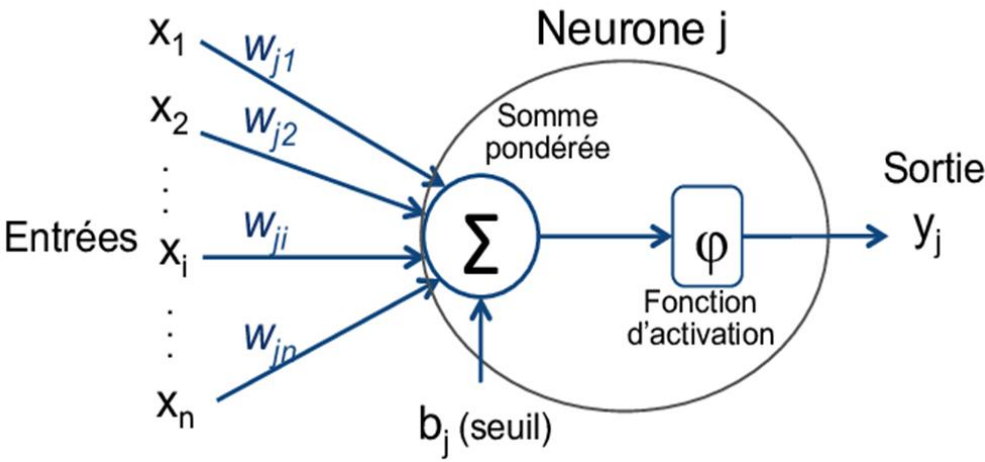 Neurone j
x1
wj1
x2
wj2
Somme
pondérée
Entrées
xi
wji
Σ
φ
Sortie
yj
Fonction
d'activation
xn
wjn
bj (seuil)